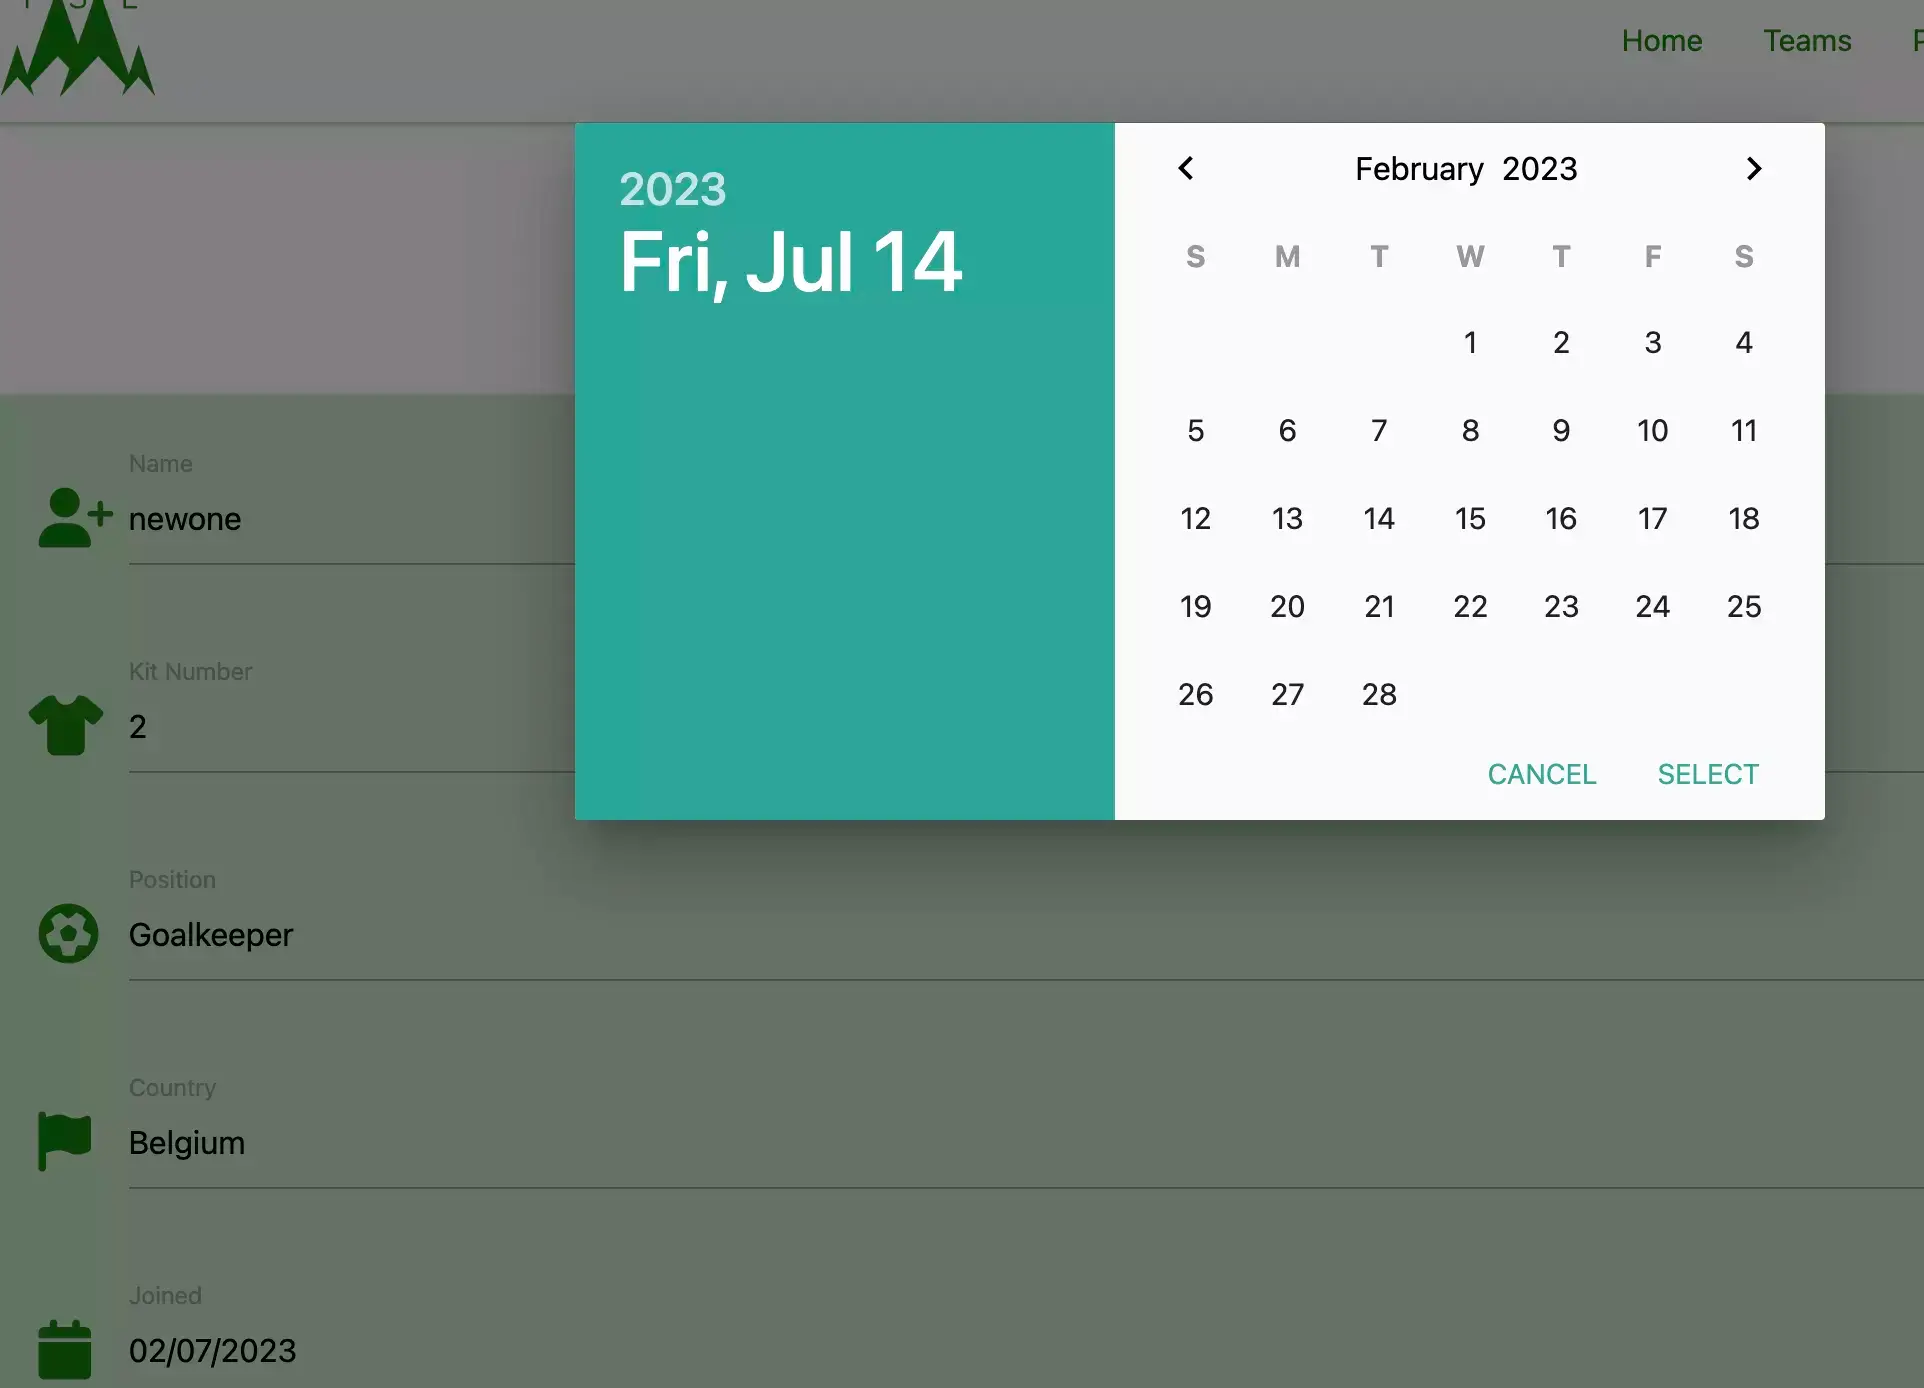 Home Teams
2023
Fri, Jul 14
February 2023
S M T W T F S
1 2 3 4
5 6 7 8 9 10 11
12 13 14 15 16 17 18
19 20 21 22 23 24 25
26 27 28
CANCEL SELECT
Name
newone
Kit Number
2
Position
Goalkeeper
Country
Belgium
Joined
02/07/2023